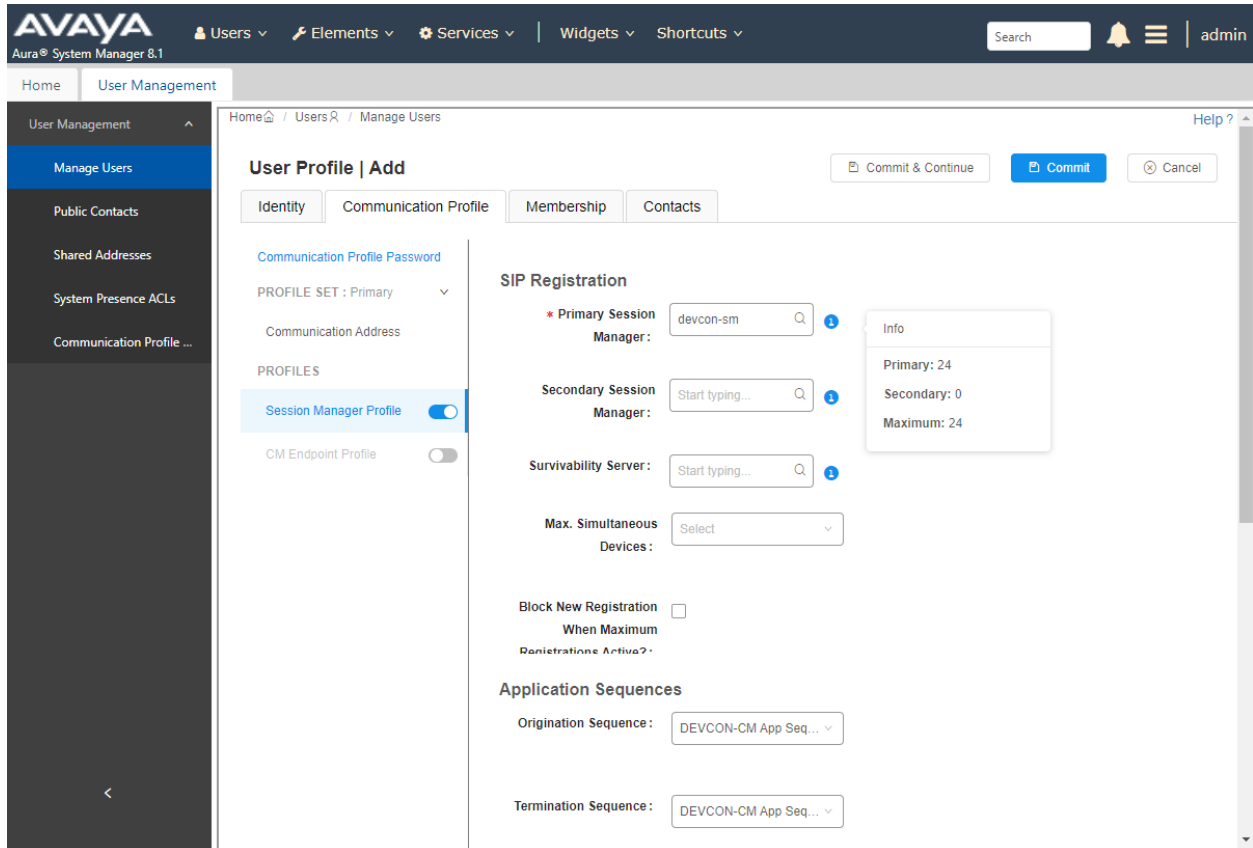 AVAYA
Aura® System Manager 8.1
Users
Elements
Services
Widgets
Shortcuts
Search
admin
Home
User Management
User Management
Manage Users
Public Contacts
Shared Addresses
System Presence ACLs
Communication Profile ...
<
Home / Users / Manage Users
Help ?
User Profile | Add
Commit & Continue
Commit
Cancel
Identity
Communication Profile
Membership
Contacts
Communication Profile Password
PROFILE SET : Primary
Communication Address
PROFILES
Session Manager Profile
CM Endpoint Profile
SIP Registration
* Primary Session
Manager :
devcon-sm
Info
Primary: 24
Secondary: 0
Maximum: 24
Secondary Session
Manager :
Start typing...
Survivability Server :
Start typing...
Max. Simultaneous
Devices :
Select
Block New Registration
When Maximum
Registrations Active? :
Application Sequences
Origination Sequence :
DEVCON-CM App Seq...
Termination Sequence :
DEVCON-CM App Seq...